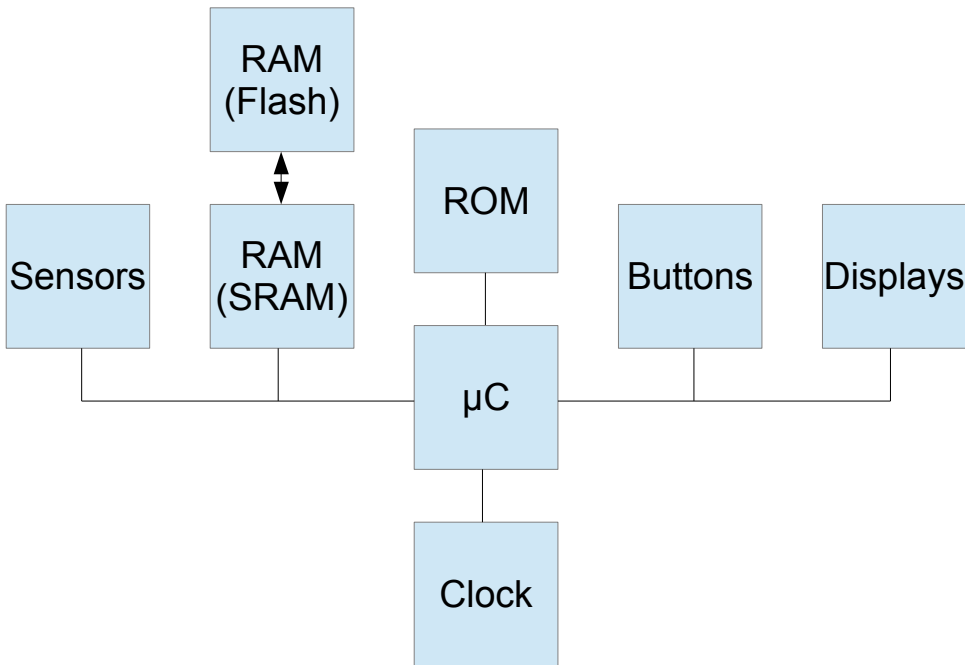 RAM
(Flash)
ROM
Sensors
RAM
(SRAM)
Buttons
Displays
µC
Clock